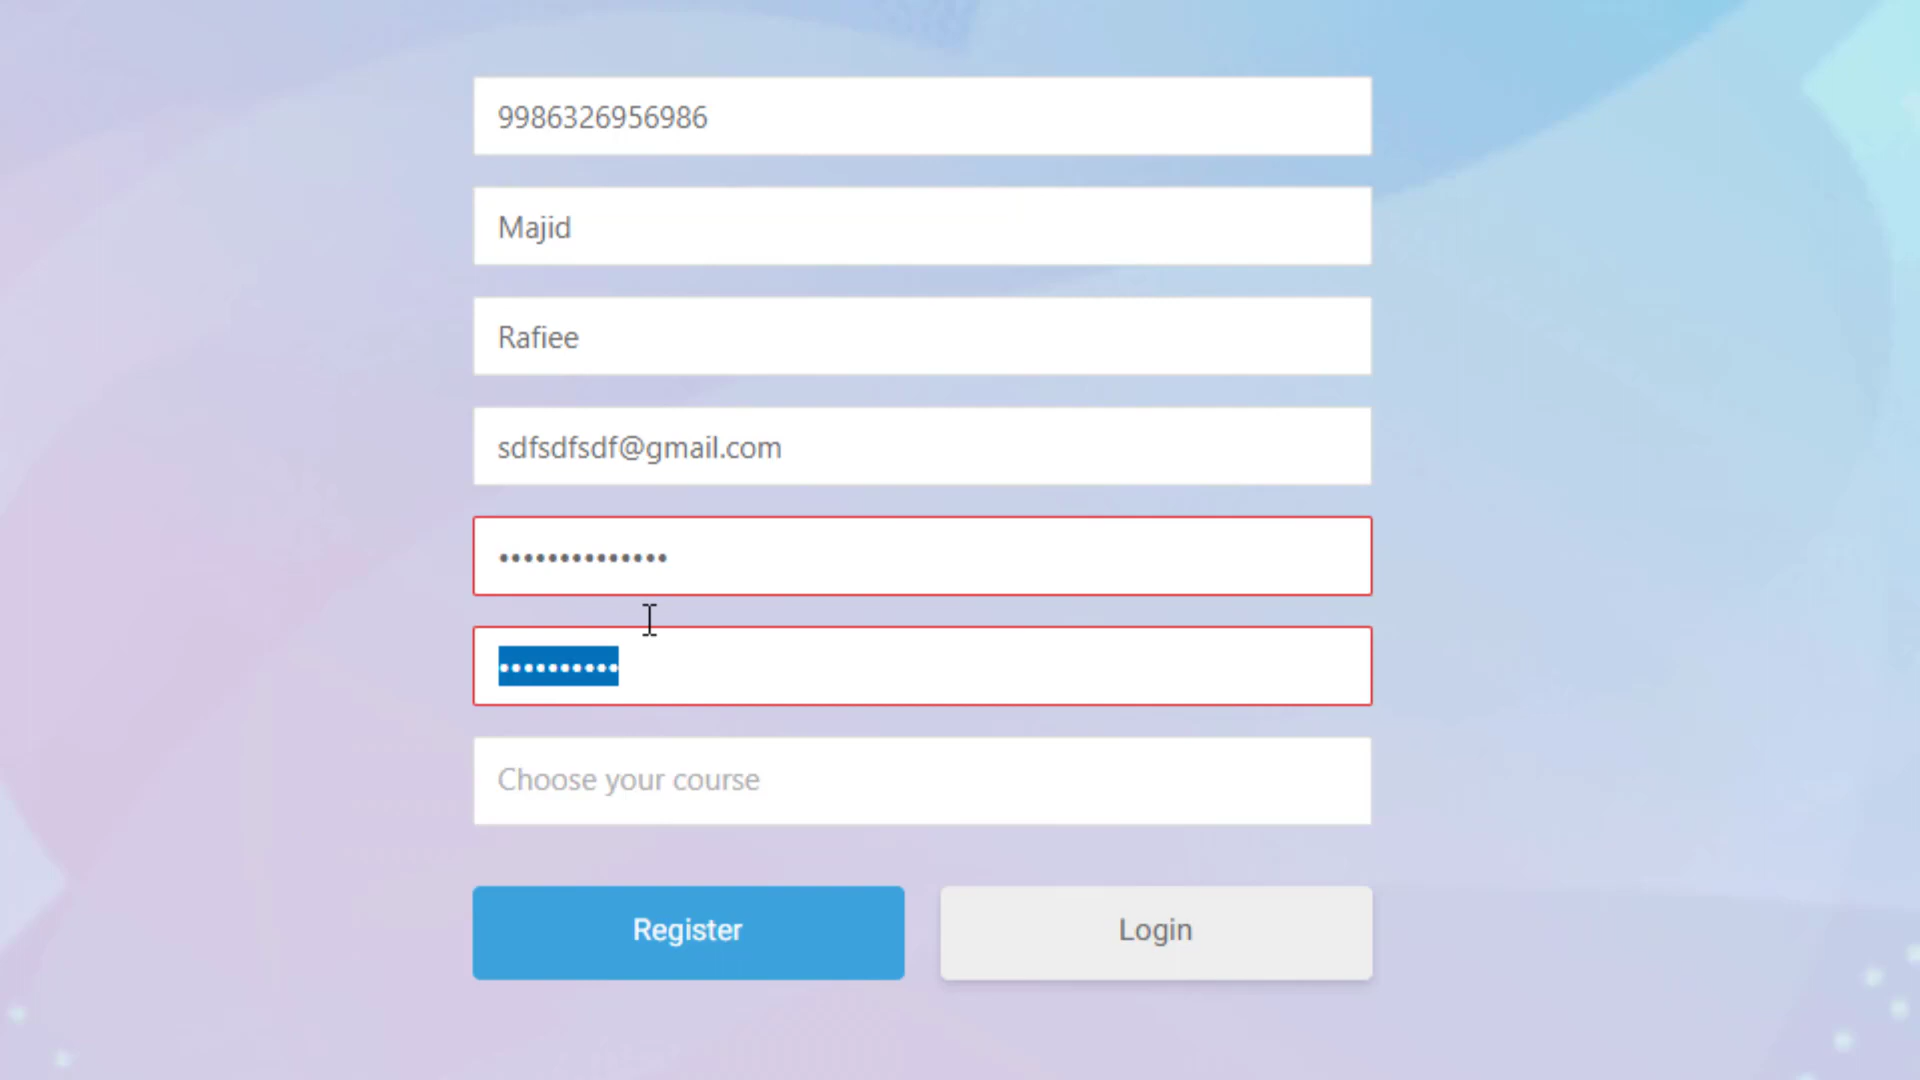 9986326956986
Majid
Rafiee
sdfsdfsdf@gmail.com
••••••••••••••
••••••••••
Choose your course
Register
Login